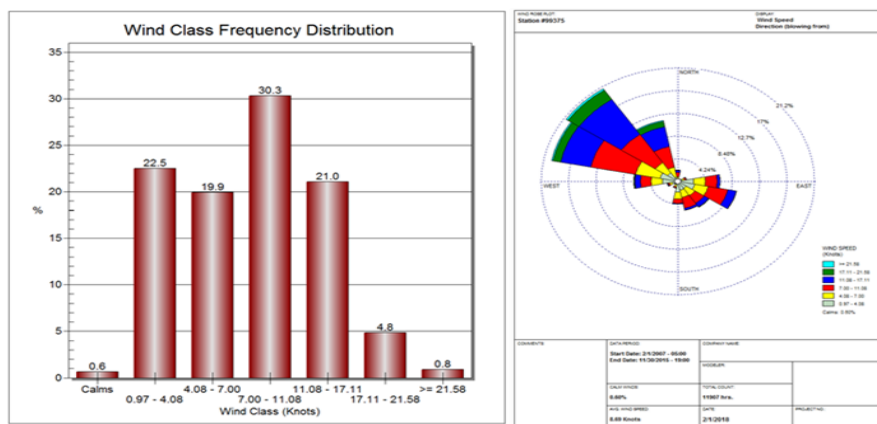 Wind Class Frequency Distribution
35
30
25
20
15
10
5
0
%
0.6
22.5
19.9
30.3
21.0
4.8
0.8
Calms
0.97 - 4.08
4.08 - 7.00
7.00 - 11.08
11.08 - 17.11
17.11 - 21.58
>= 21.58
Wind Class (Knots)
WIND ROSE PLOT
Station #99375
DISPLAY
Wind Speed
Direction (blowing from)
NORTH
21.2%
17%
12.7%
8.48%
4.24%
WEST
EAST
SOUTH
WIND SPEED
(Knots)
>= 21.58
17.11 - 21.58
11.08 - 17.11
7.00 - 11.08
4.08 - 7.00
0.97 - 4.08
Calms: 0.60%
COMMENTS
DATA PERIOD
Start Date: 2/1/2007 - 05:00
End Date: 11/30/2015 - 19:00
COMPANY NAME
MODELER
CALM WINDS
0.60%
TOTAL COUNT
11907 hrs.
AVG. WIND SPEED
8.69 Knots
DATE
2/1/2018
PROJECT NO.